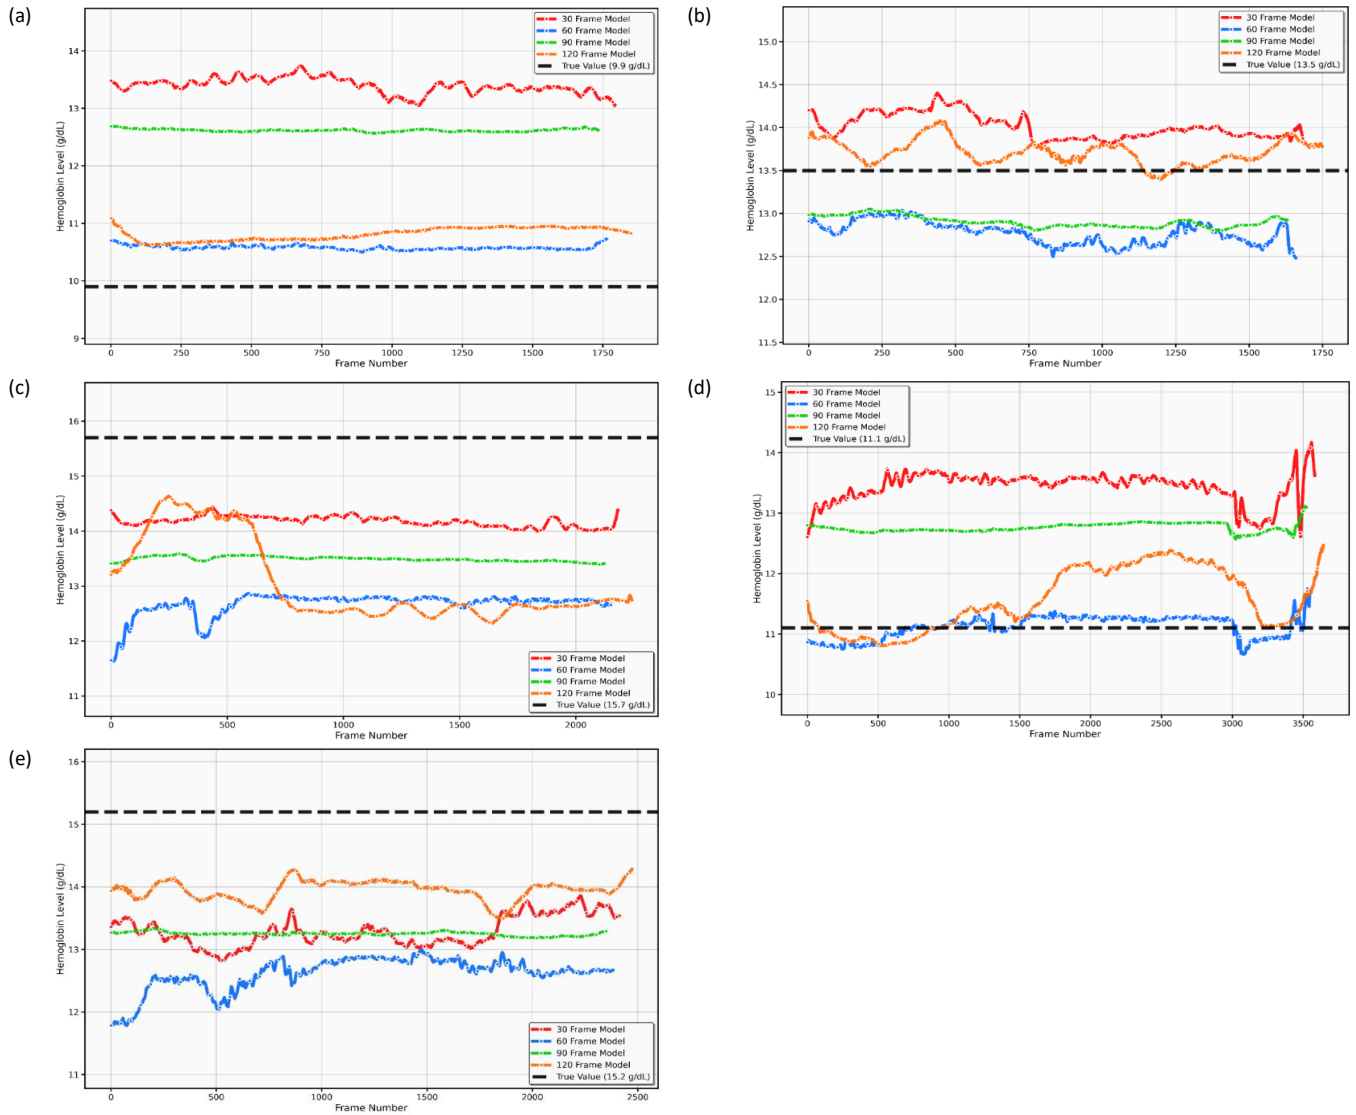 (a)
14
13
12
11
10
9
Hemoglobin Level (g/dL)
0 250 500 750 1000 1250 1500 1750
Frame Number
30 Frame Model
60 Frame Model
90 Frame Model
120 Frame Model
True Value (9.9 g/dL)
(b)
15.0
14.5
14.0
13.5
13.0
12.5
12.0
11.5
Hemoglobin Level (g/dL)
0 250 500 750 1000 1250 1500 1750
Frame Number
30 Frame Model
60 Frame Model
90 Frame Model
120 Frame Model
True Value (13.5 g/dL)
(c)
16
15
14
13
12
11
Hemoglobin Level (g/dL)
0 500 1000 1500 2000
Frame Number
30 Frame Model
60 Frame Model
90 Frame Model
120 Frame Model
True Value (15.7 g/dL)
(d)
15
14
13
12
11
10
Hemoglobin Level (g/dL)
0 500 1000 1500 2000 2500 3000 3500
Frame Number
30 Frame Model
60 Frame Model
90 Frame Model
120 Frame Model
True Value (11.1 g/dL)
(e)
16
15
14
13
12
11
Hemoglobin Level (g/dL)
0 500 1000 1500 2000 2500
Frame Number
30 Frame Model
60 Frame Model
90 Frame Model
120 Frame Model
True Value (15.2 g/dL)